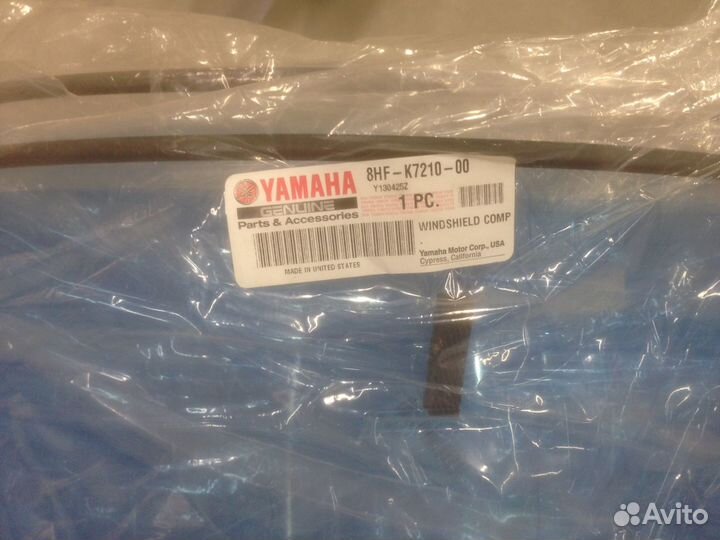 YAMAHA
GENUINE
Parts & Accessories
8HF-K7210-00
Y130425Z
1 PC.
WINDSHIELD COMP
.
Yamaha Motor Corp., USA
Cypress, California
MADE IN UNITED STATES
Avito